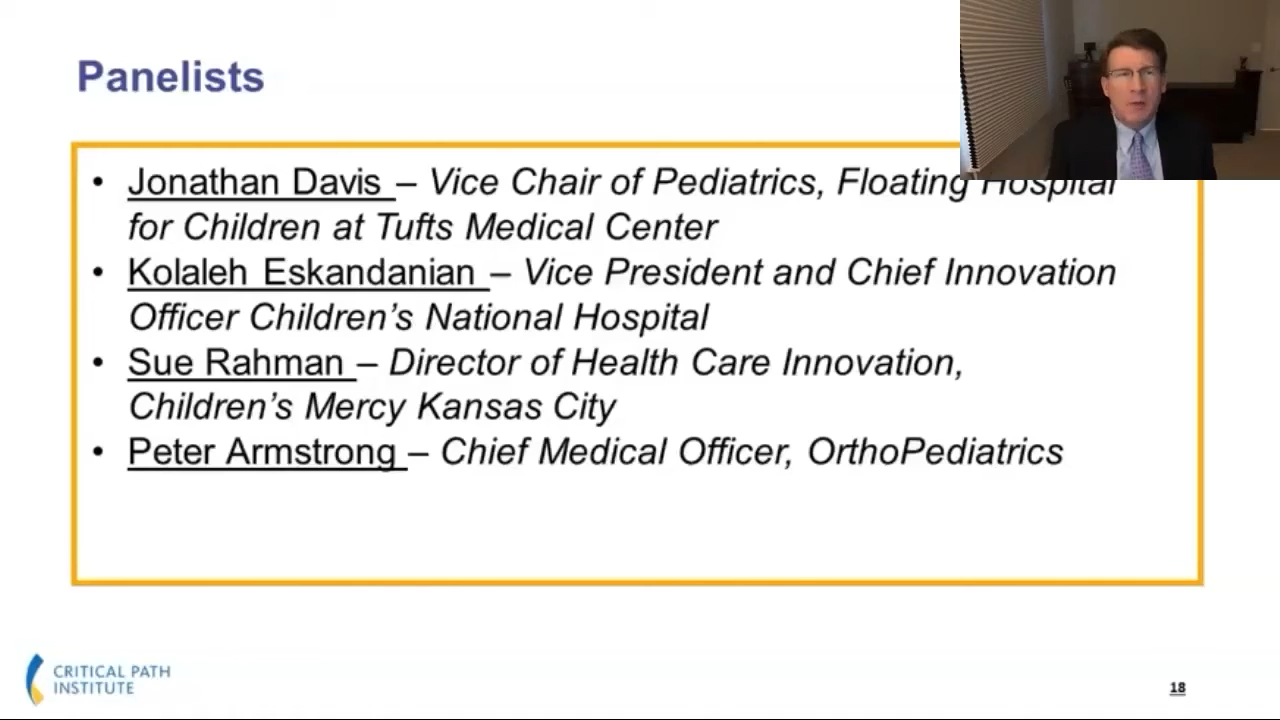 Panelists
• Jonathan Davis – Vice Chair of Pediatrics, Floating Hospital
for Children at Tufts Medical Center
• Kolaleh Eskandanian – Vice President and Chief Innovation
Officer Children’s National Hospital
• Sue Rahman – Director of Health Care Innovation,
Children’s Mercy Kansas City
• Peter Armstrong – Chief Medical Officer, OrthoPediatrics
CRITICAL PATH
INSTITUTE
18